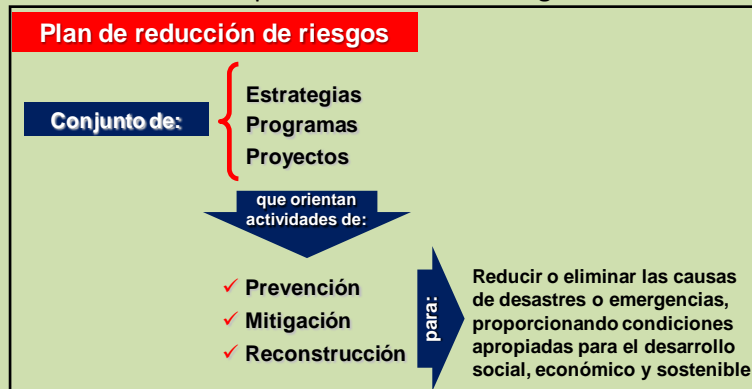 Plan de reducción de riesgos
Conjunto de:
Estrategias
Programas
Proyectos
que orientan
actividades de:
✓ Prevención
✓ Mitigación
✓ Reconstrucción
para:
Reducir o eliminar las causas
de desastres o emergencias,
proporcionando condiciones
apropiadas para el desarrollo
social, económico y sostenible